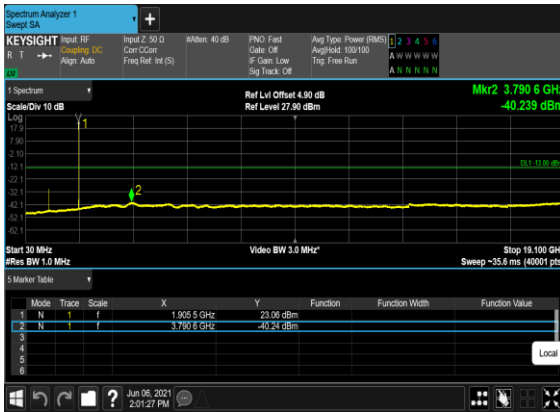 Spectrum Analyzer 1
Swept SA
KEYSIGHT Input: RF Input Z: 50 Ω #Atten: 40 dB PNO: Fast Avg Type: Power (RMS) 1 2 3 4 5 6
R T Coupling: DC Corr CCorr Gate: Off Avg|Hold: 100/100 A W W W W W
Align: Auto Freq Ref: Int (S) IF Gain: Low Trig: Free Run
LXI Sig Track: Off A N N N N N
1 Spectrum Ref Lvl Offset 4.90 dB Mkr2 3.790 6 GHz
Scale/Div 10 dB Ref Level 27.90 dBm -40.239 dBm
Log
17.9
7.90
-2.10
-12.1
-22.1
-32.1
-42.1
-52.1
-62.1
1
2
DL1 -13.00 dBm
Start 30 MHz Video BW 3.0 MHz* Stop 19.100 GHz
#Res BW 1.0 MHz Sweep ~35.6 ms (40001 pts)
5 Marker Table
Mode Trace Scale X Y Function Function Width Function Value
1 N 1 f 1.905 5 GHz 23.06 dBm
2 N 1 f 3.790 6 GHz -40.24 dBm
3
4
5
6
Local
? Jun 06, 2021
2:01:27 PM